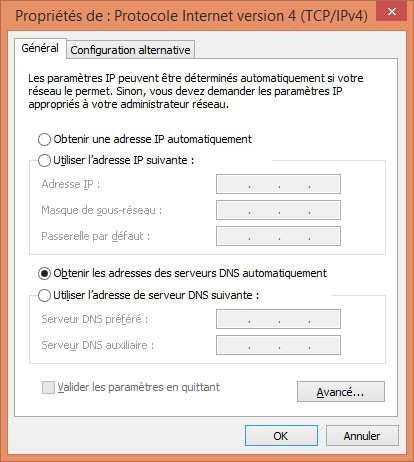 Propriétés de : Protocole Internet version 4 (TCP/IPv4)
Général
Configuration alternative
Les paramètres IP peuvent être déterminés automatiquement si votre
réseau le permet. Sinon, vous devez demander les paramètres IP
appropriés à votre administrateur réseau.
Obtenir une adresse IP automatiquement
Utiliser l'adresse IP suivante :
Adresse IP :
Masque de sous-réseau :
Passerelle par défaut :
Obtenir les adresses des serveurs DNS automatiquement
Utiliser l'adresse de serveur DNS suivante :
Serveur DNS préféré :
Serveur DNS auxiliaire :
Valider les paramètres en quittant
Avancé...
OK
Annuler